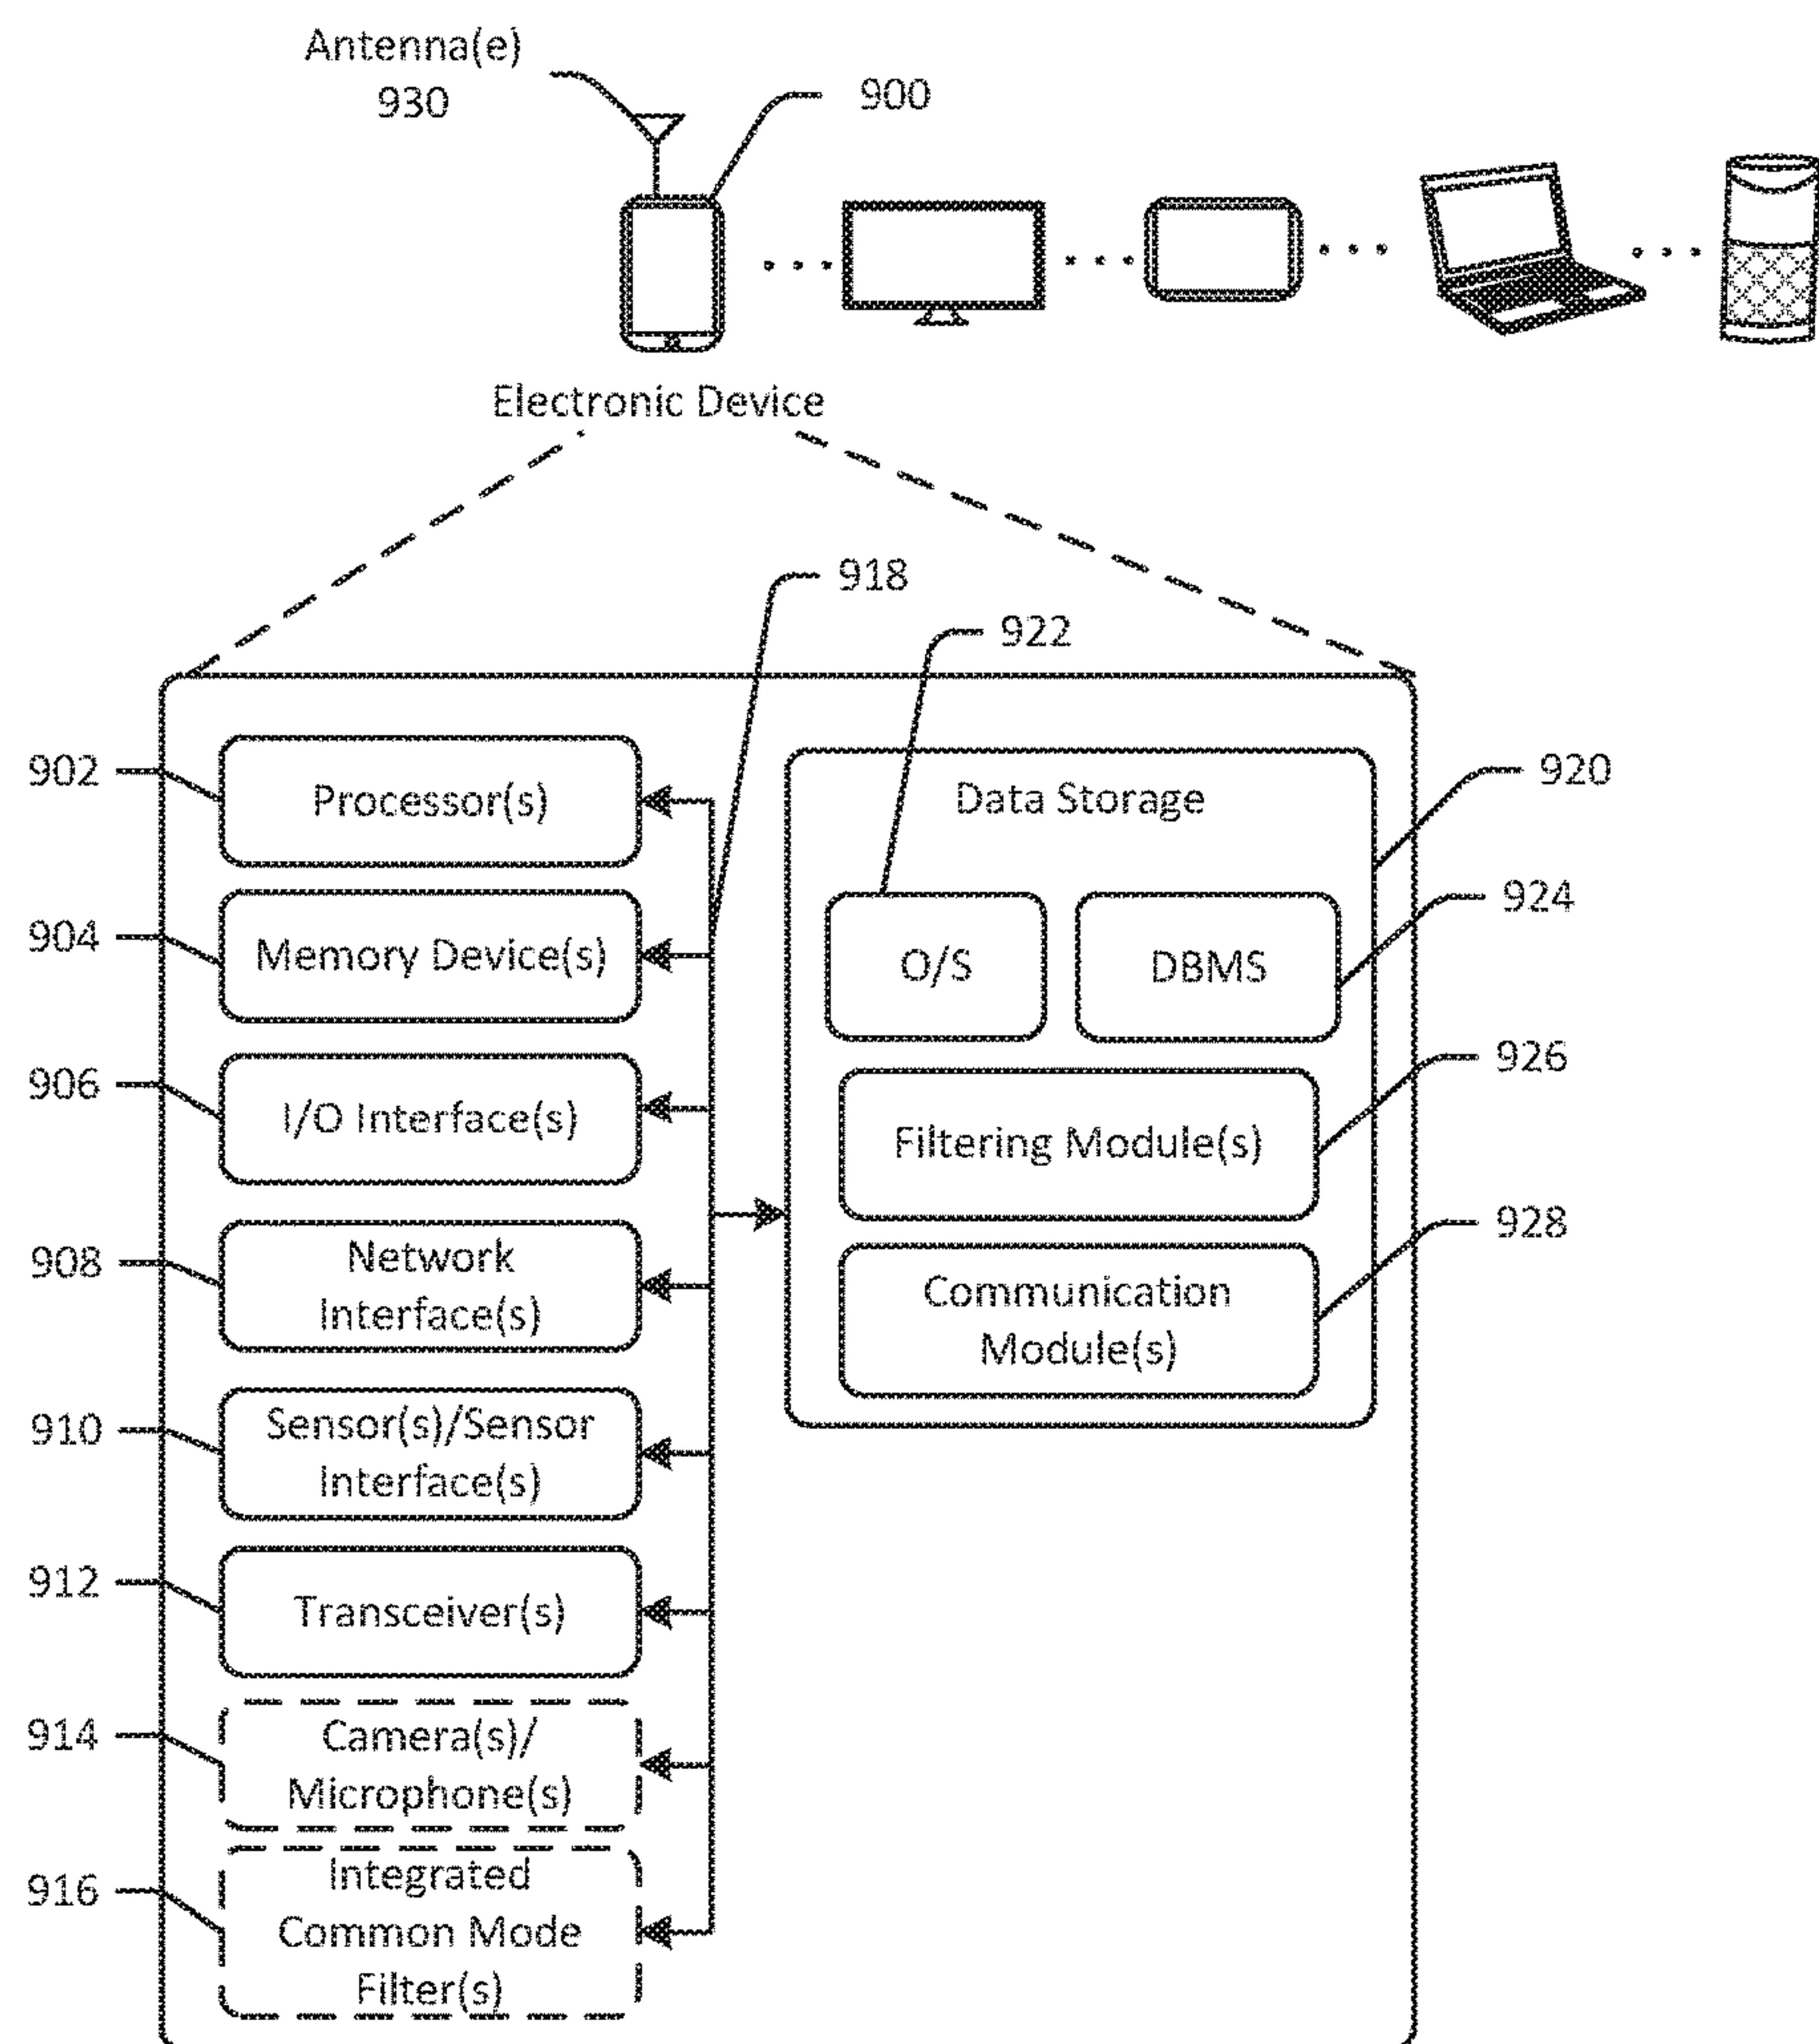 Antenna(e)
930
900
Electronic Device
918
922
902
Processor(s)
904
Memory Device(s)
906
I/O Interface(s)
908
Network
Interface(s)
910
Sensor(s)/Sensor
Interface(s)
912
Transceiver(s)
914
Camera(s)/
Microphone(s)
916
Integrated
Common Mode
Filter(s)
Data Storage
920
O/S
DBMS
924
Filtering Module(s)
926
Communication
Module(s)
928